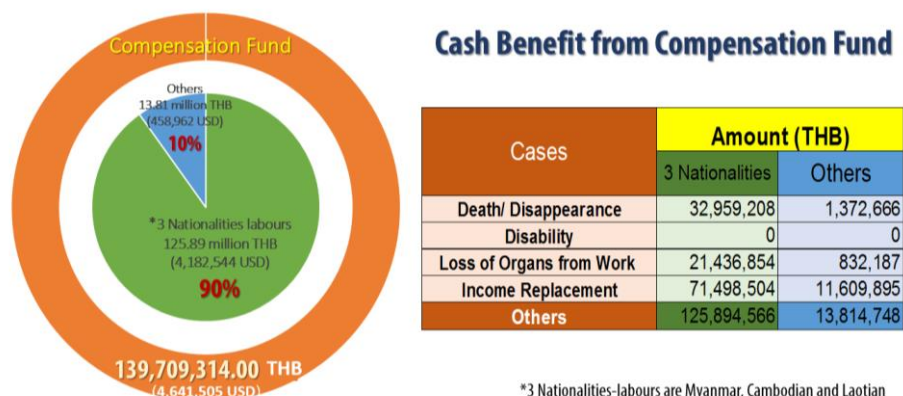 Compensation Fund
Others
13.81 million THB
(458,962 USD)
10%
*3 Nationalities labours
125.89 million THB
(4,182,544 USD)
90%
139,709,314.00 THB
(4,641,505 USD)
Cash Benefit from Compensation Fund
Cases
Amount (THB)
3 Nationalities Others
Death/ Disappearance 32,959,208 1,372,666
Disability 0 0
Loss of Organs from Work 21,436,854 832,187
Income Replacement 71,498,504 11,609,895
Others 125,894,566 13,814,748
*3 Nationalities-labours are Myanmar, Cambodian and Laotian